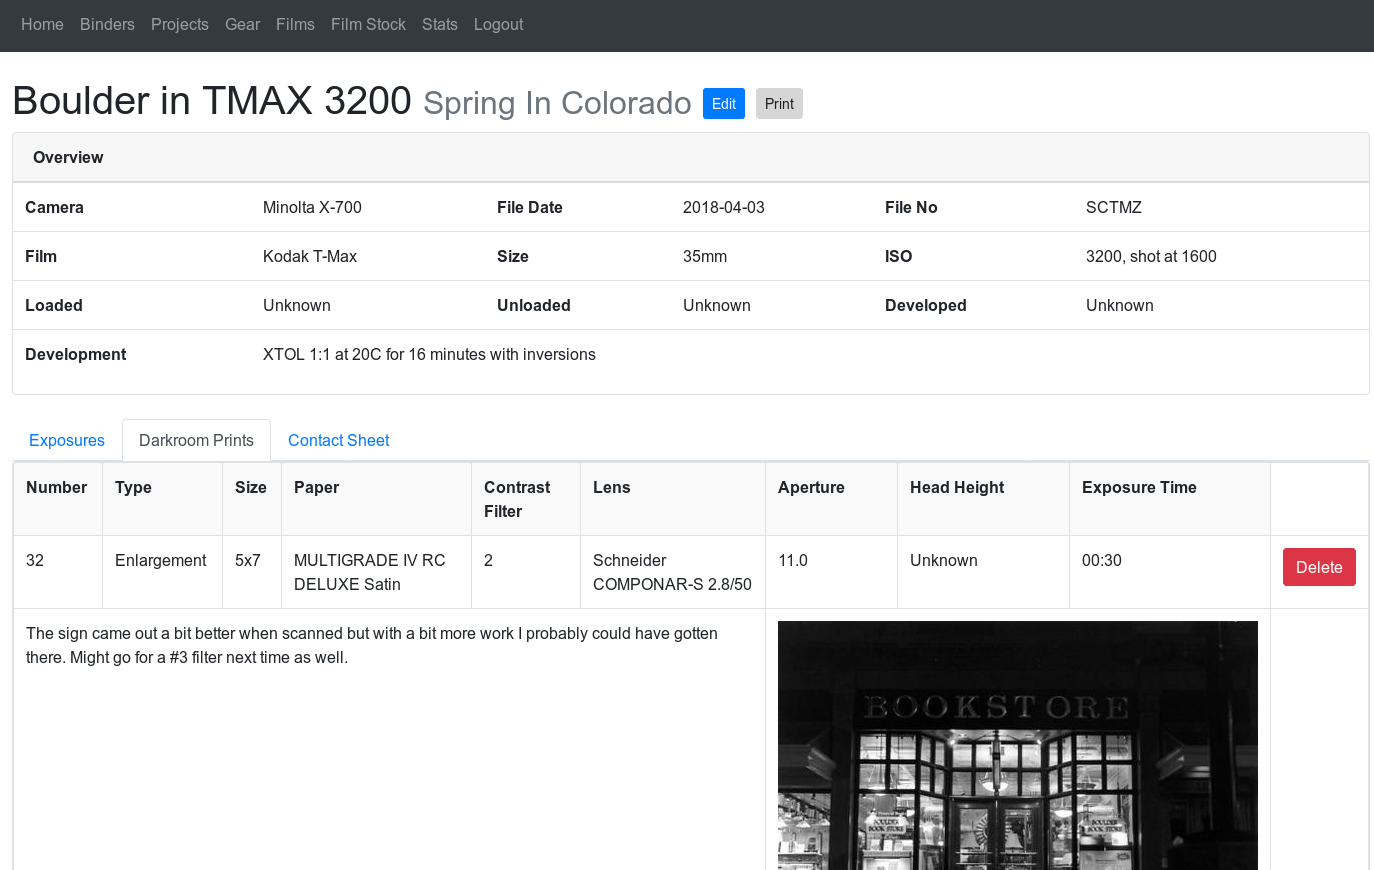 Home Binders Projects Gear Films Film Stock Stats Logout
Boulder in TMAX 3200 Spring In Colorado Edit Print
Overview
Camera Minolta X-700 File Date 2018-04-03 File No SCTMZ
Film Kodak T-Max Size 35mm ISO 3200, shot at 1600
Loaded Unknown Unloaded Unknown Developed Unknown
Development XTOL 1:1 at 20C for 16 minutes with inversions
Exposures Darkroom Prints Contact Sheet
Number Type Size Paper Contrast Lens Aperture Head Height Exposure Time
Filter
32 Enlargement 5x7 MULTIGRADE IV RC 2 Schneider 11.0 Unknown 00:30 Delete
DELUXE Satin COMPONAR-S 2.8/50
The sign came out a bit better when scanned but with a bit more work I probably could have gotten
there. Might go for a #3 filter next time as well.
BOOKSTORE
BOULDER BOULDER
BOOK STORE BOOK STORE